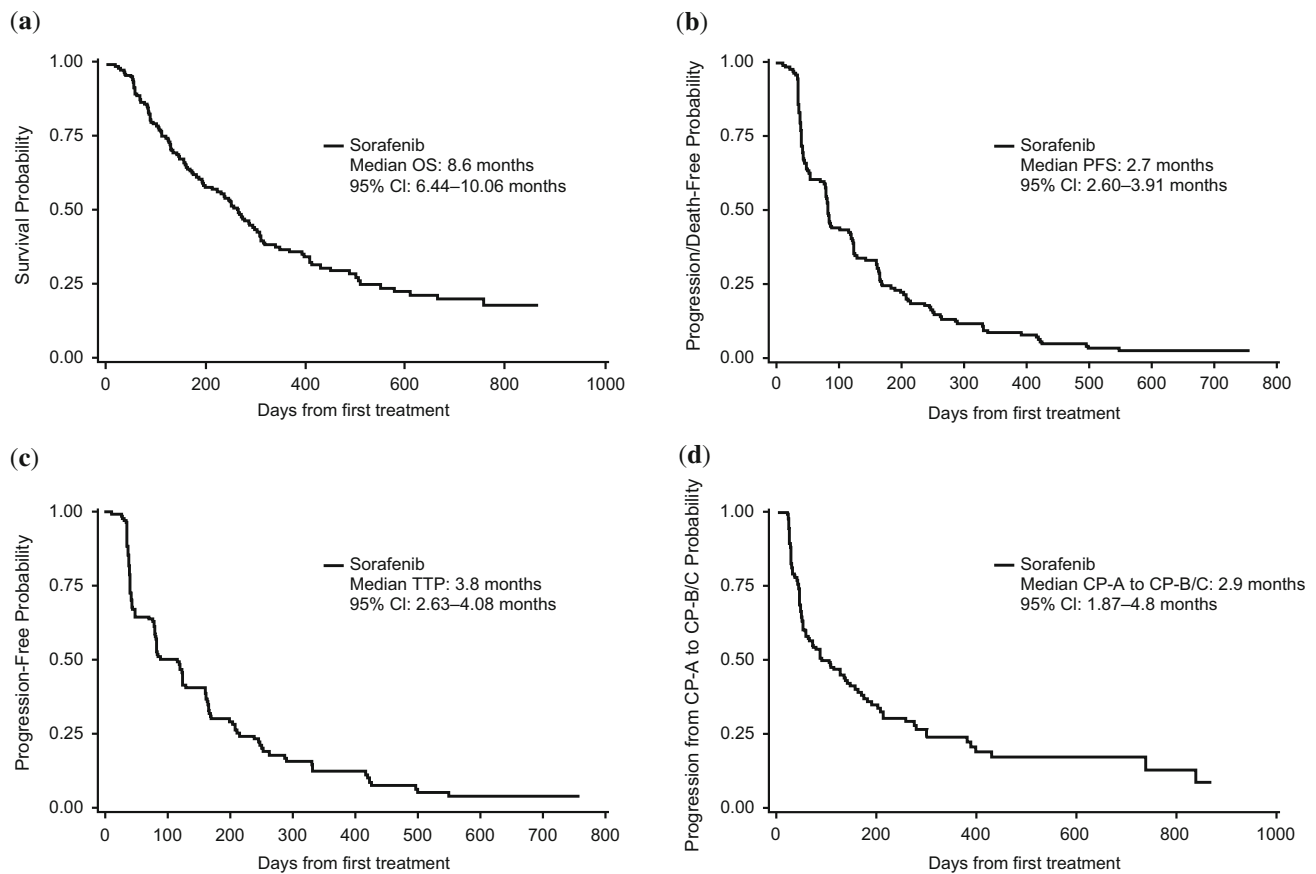 (a)
Survival Probability
1.00
0.75
0.50
0.25
0.00
Sorafenib
Median OS: 8.6 months
95% CI: 6.44–10.06 months
0 200 400 600 800 1000
Days from first treatment
(b)
Progression/Death-Free Probability
1.00
0.75
0.50
0.25
0.00
Sorafenib
Median PFS: 2.7 months
95% CI: 2.60–3.91 months
0 100 200 300 400 500 600 700 800
Days from first treatment
(c)
Progression-Free Probability
1.00
0.75
0.50
0.25
0.00
Sorafenib
Median TTP: 3.8 months
95% CI: 2.63–4.08 months
0 100 200 300 400 500 600 700 800
Days from first treatment
(d)
Progression from CP-A to CP-B/C Probability
1.00
0.75
0.50
0.25
0.00
Sorafenib
Median CP-A to CP-B/C: 2.9 months
95% CI: 1.87–4.8 months
0 200 400 600 800 1000
Days from first treatment